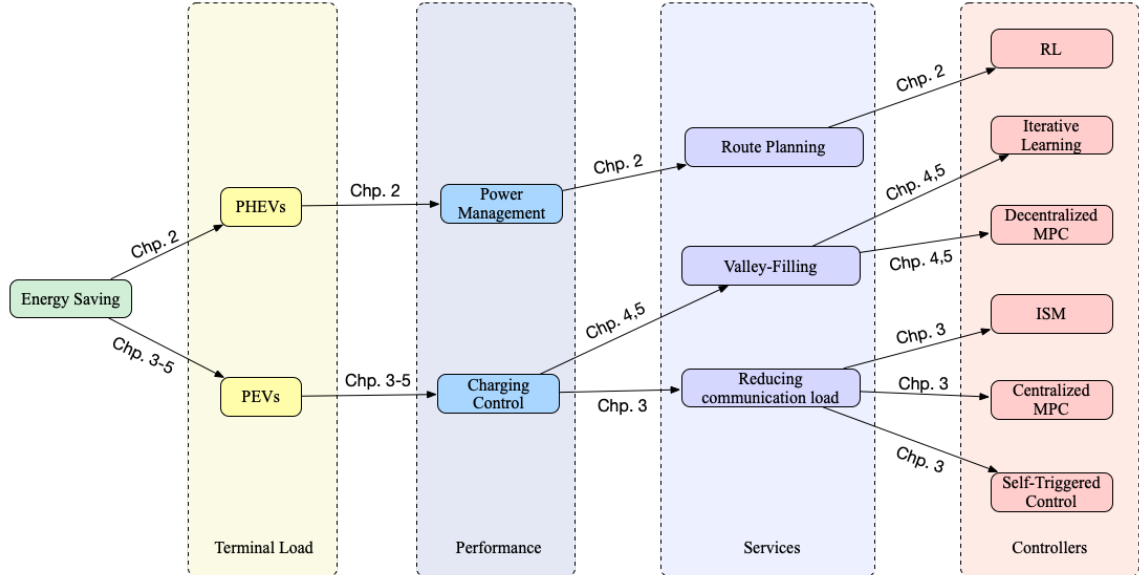 RL
Chp. 2
Iterative
Learning
Route Planning
Chp. 2
Chp. 4,5
PHEVs
Chp. 2
Power
Management
Decentralized
MPC
Chp. 2
Valley-Filling
Chp. 4,5
Energy Saving
Chp. 4,5
ISM
Chp. 3
Chp. 3-5
PEVs
Chp. 3-5
Charging
Control
Chp. 3
Reducing
communication load
Chp. 3
Centralized
MPC
Chp. 3
Self-Triggered
Control
Terminal Load
Performance
Services
Controllers